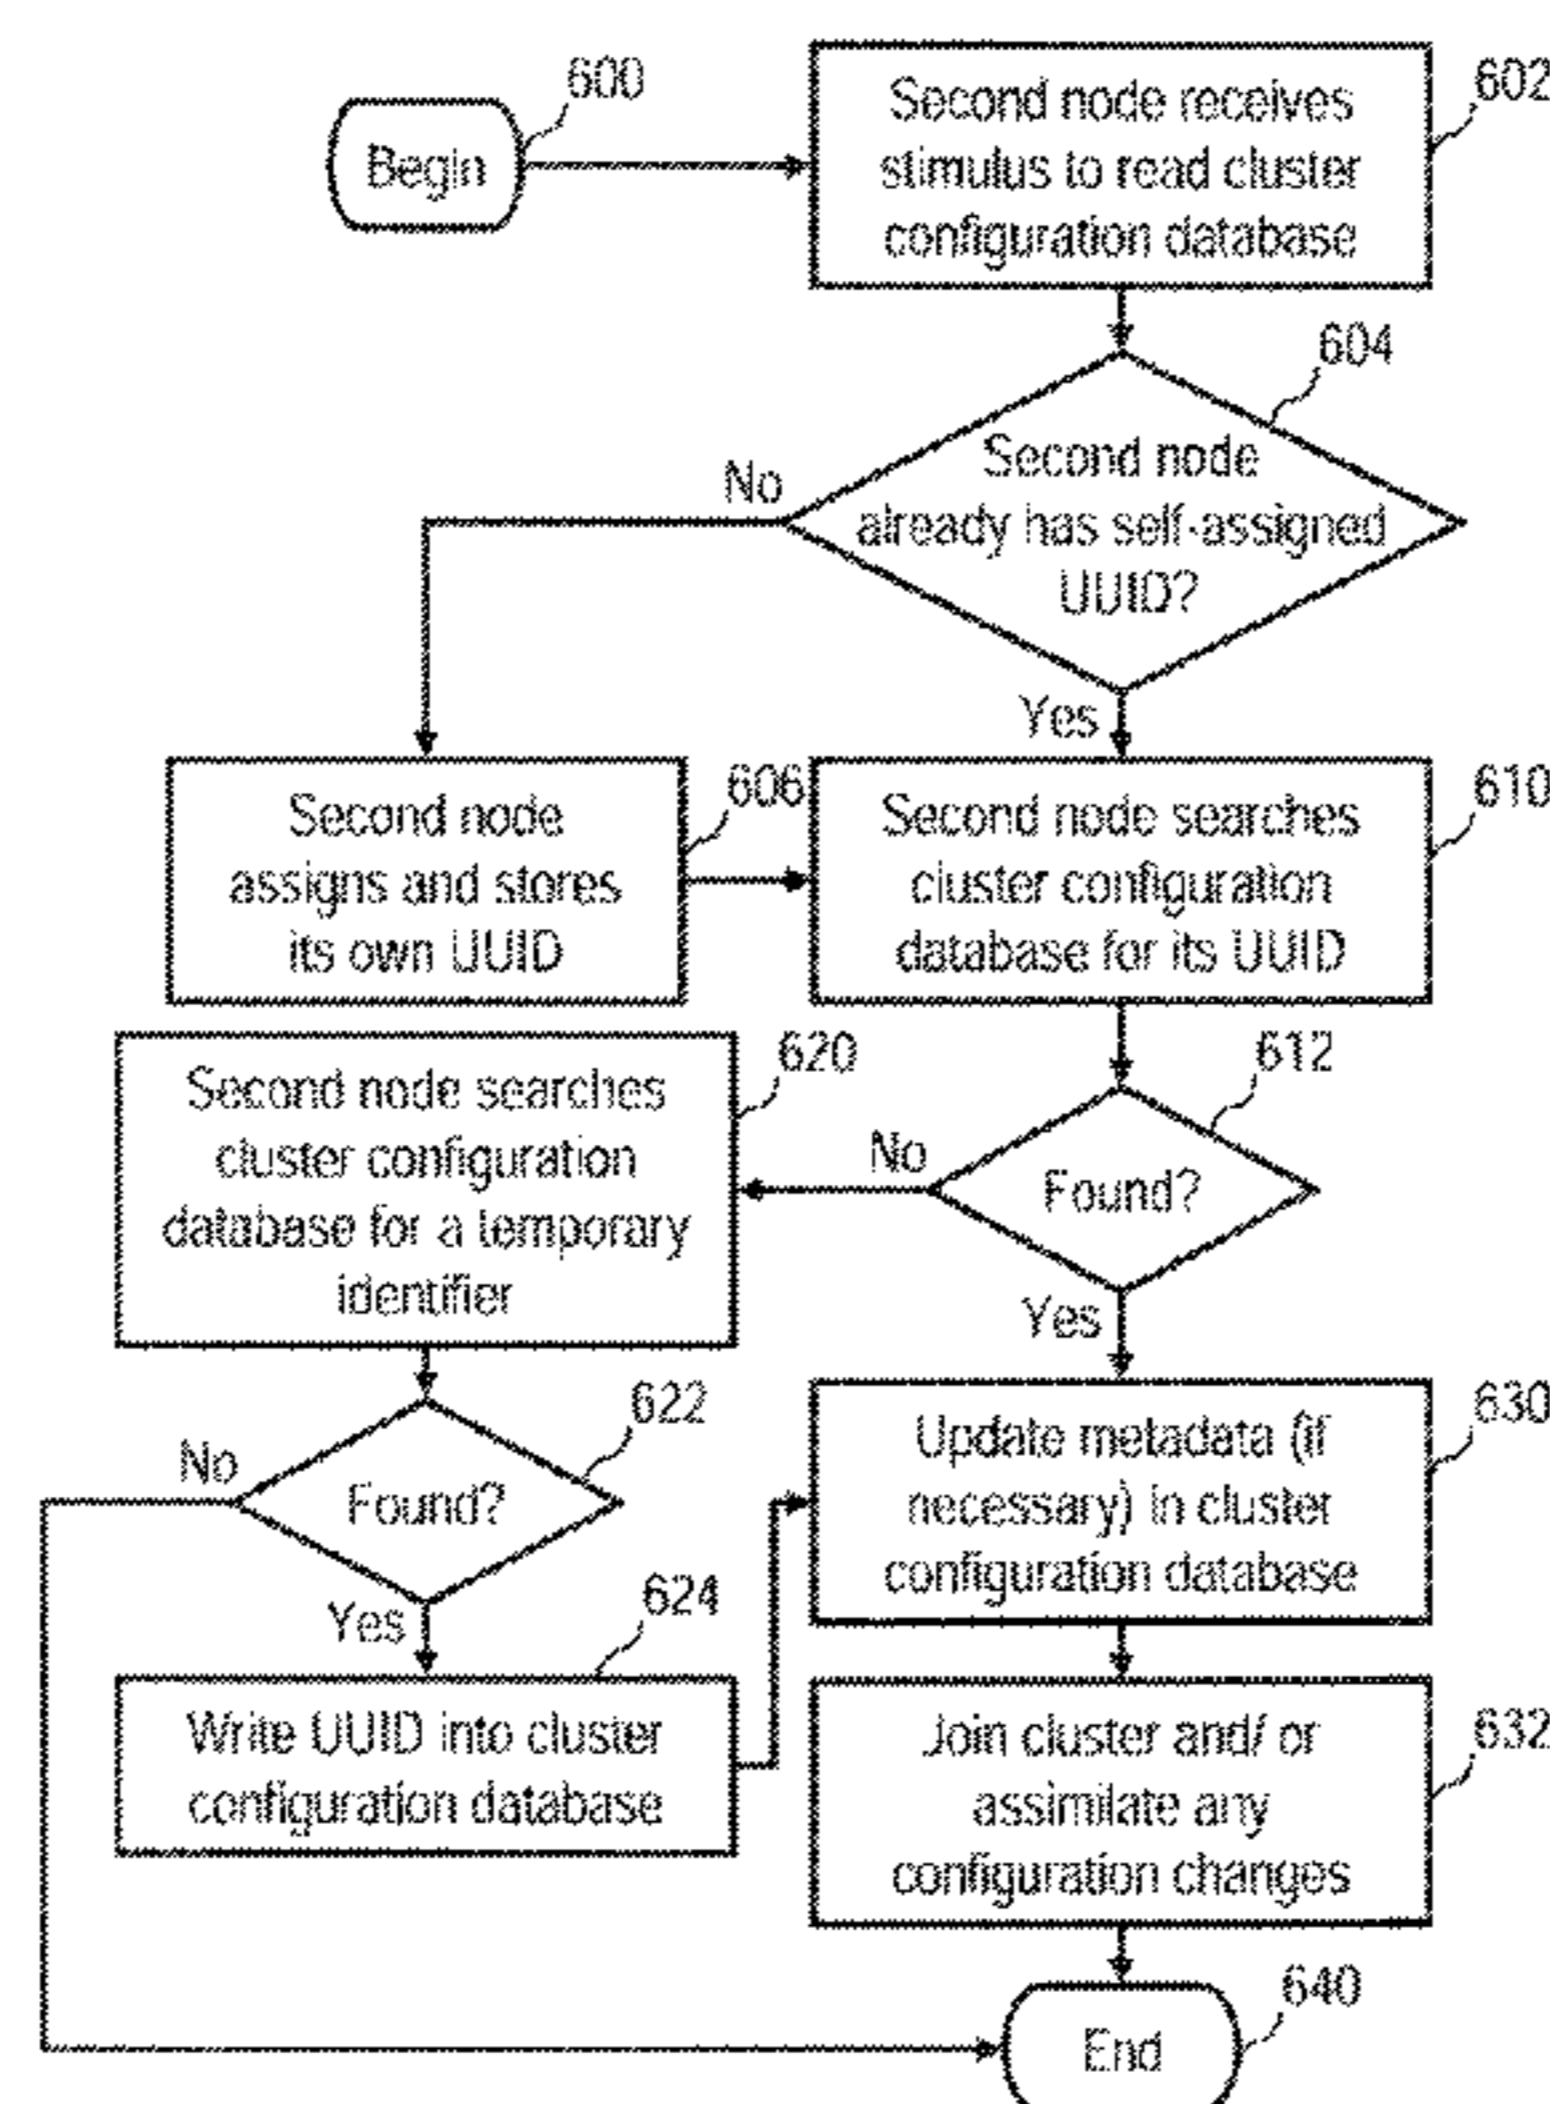 600
Begin
602
Second node receives
stimulus to read cluster
configuration database
604
Second node
already has self-assigned
UUID?
No
Yes
606
Second node
assigns and stores
its own UUID
610
Second node searches
cluster configuration
database for its UUID
620
Second node searches
cluster configuration
database for a temporary
identifier
612
Found?
No
Yes
622
Found?
No
Yes
630
Update metadata (if
necessary) in cluster
configuration database
624
Write UUID into cluster
configuration database
632
Join cluster and/ or
assimilate any
configuration changes
640
End